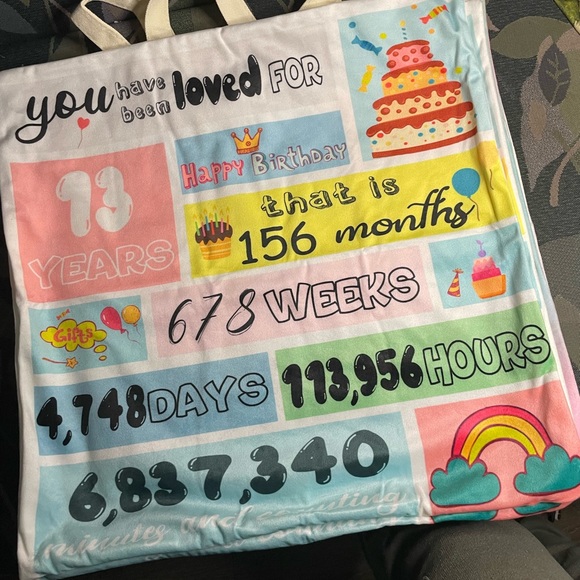 you have been loved FOR
Happy Birthday
13
YEARS
that is
156 months
678 WEEKS
Gifts
4,748 DAYS
113,956 HOURS
6,837,340
minutes and counting